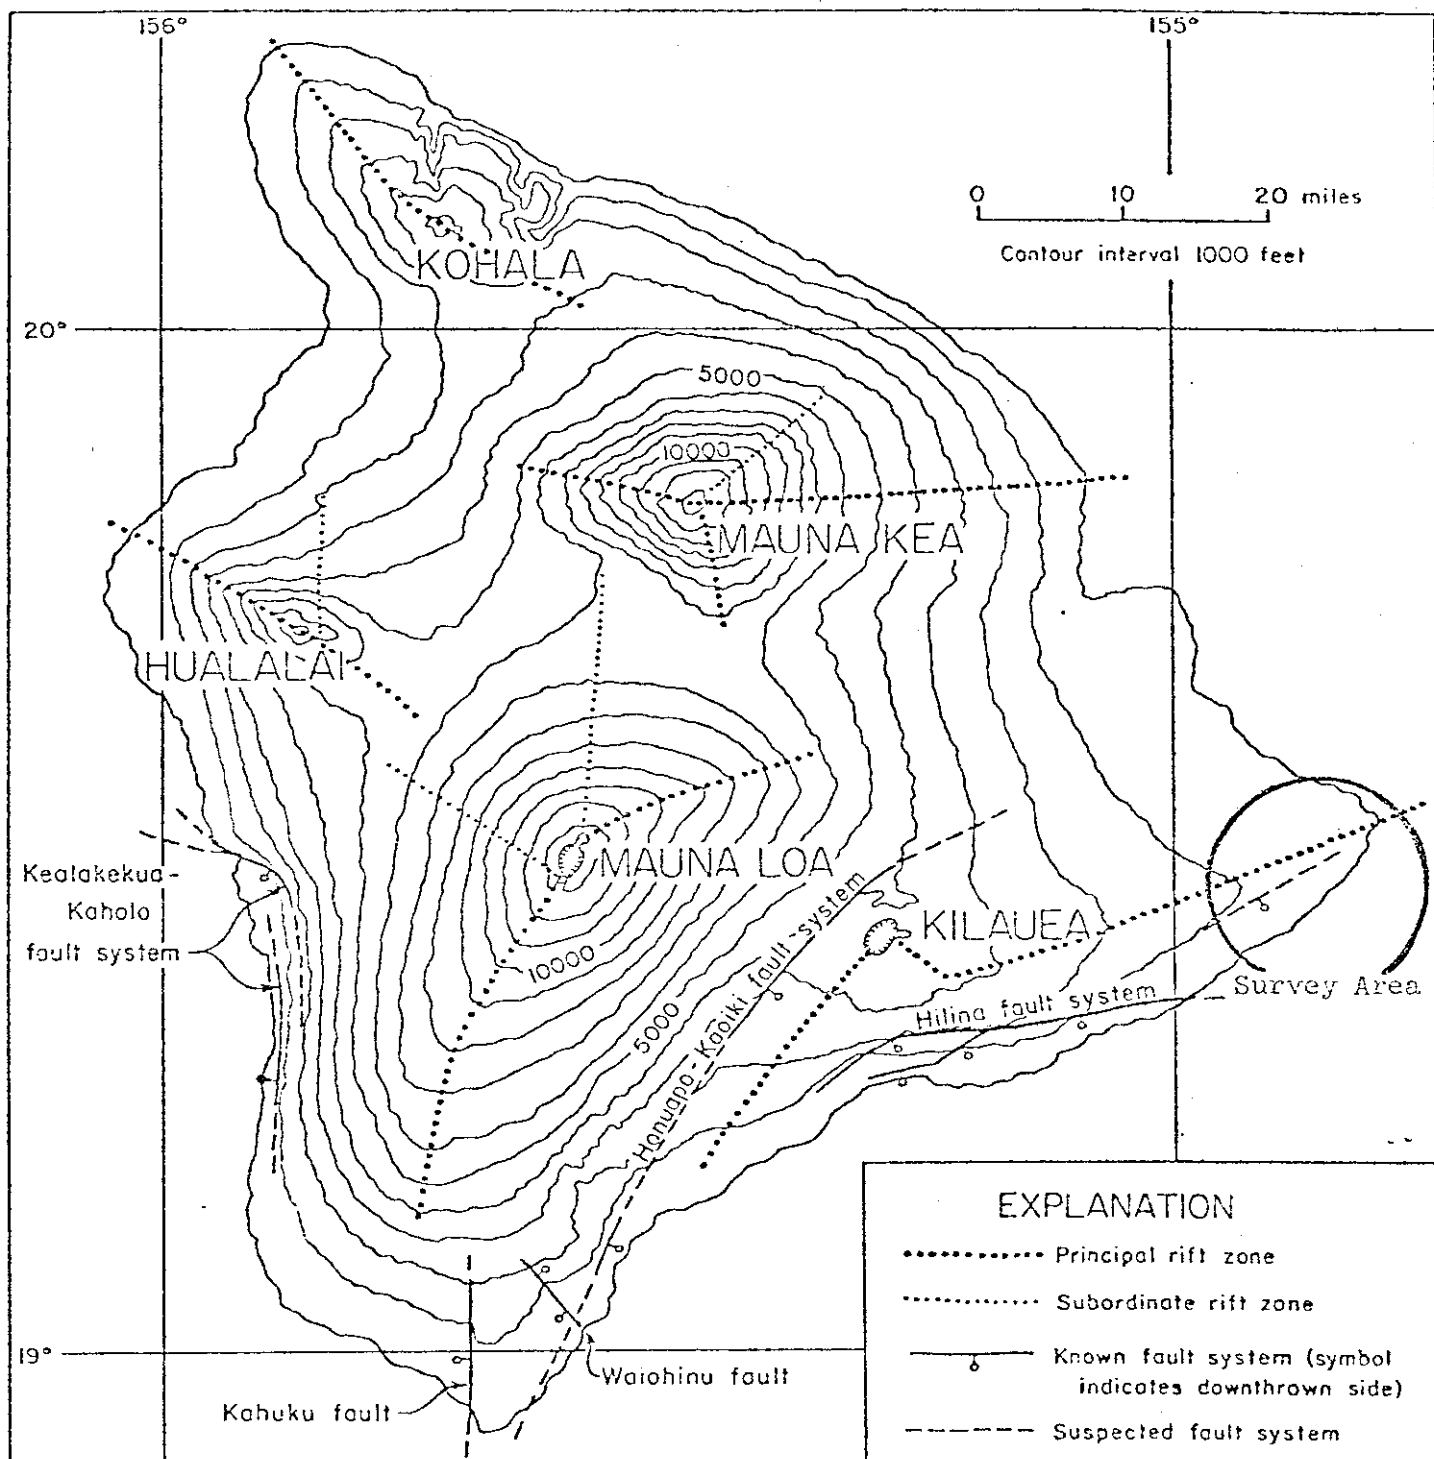 156°
155°
0 10 20 miles
Contour interval 1000 feet
KOHALA
20°
5000
10000
MAUNA KEA
HUALALAI
MAUNA LOA
Kealakekua-
Kaholo
fault system
KILAUEA
10000
5000
Honuapo-Kaoiki fault system
Hilina fault system
Survey Area
EXPLANATION
Principal rift zone
Subordinate rift zone
Known fault system (symbol
indicates downthrown side)
Suspected fault system
19°
Waiohinu fault
Kahuku fault